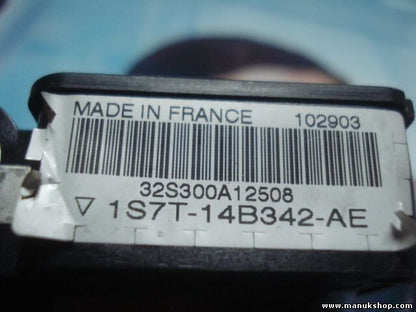 MADE IN FRANCE 102903
32S300A12508
▽ 1S7T-14B342-AE
www.manukshop.com